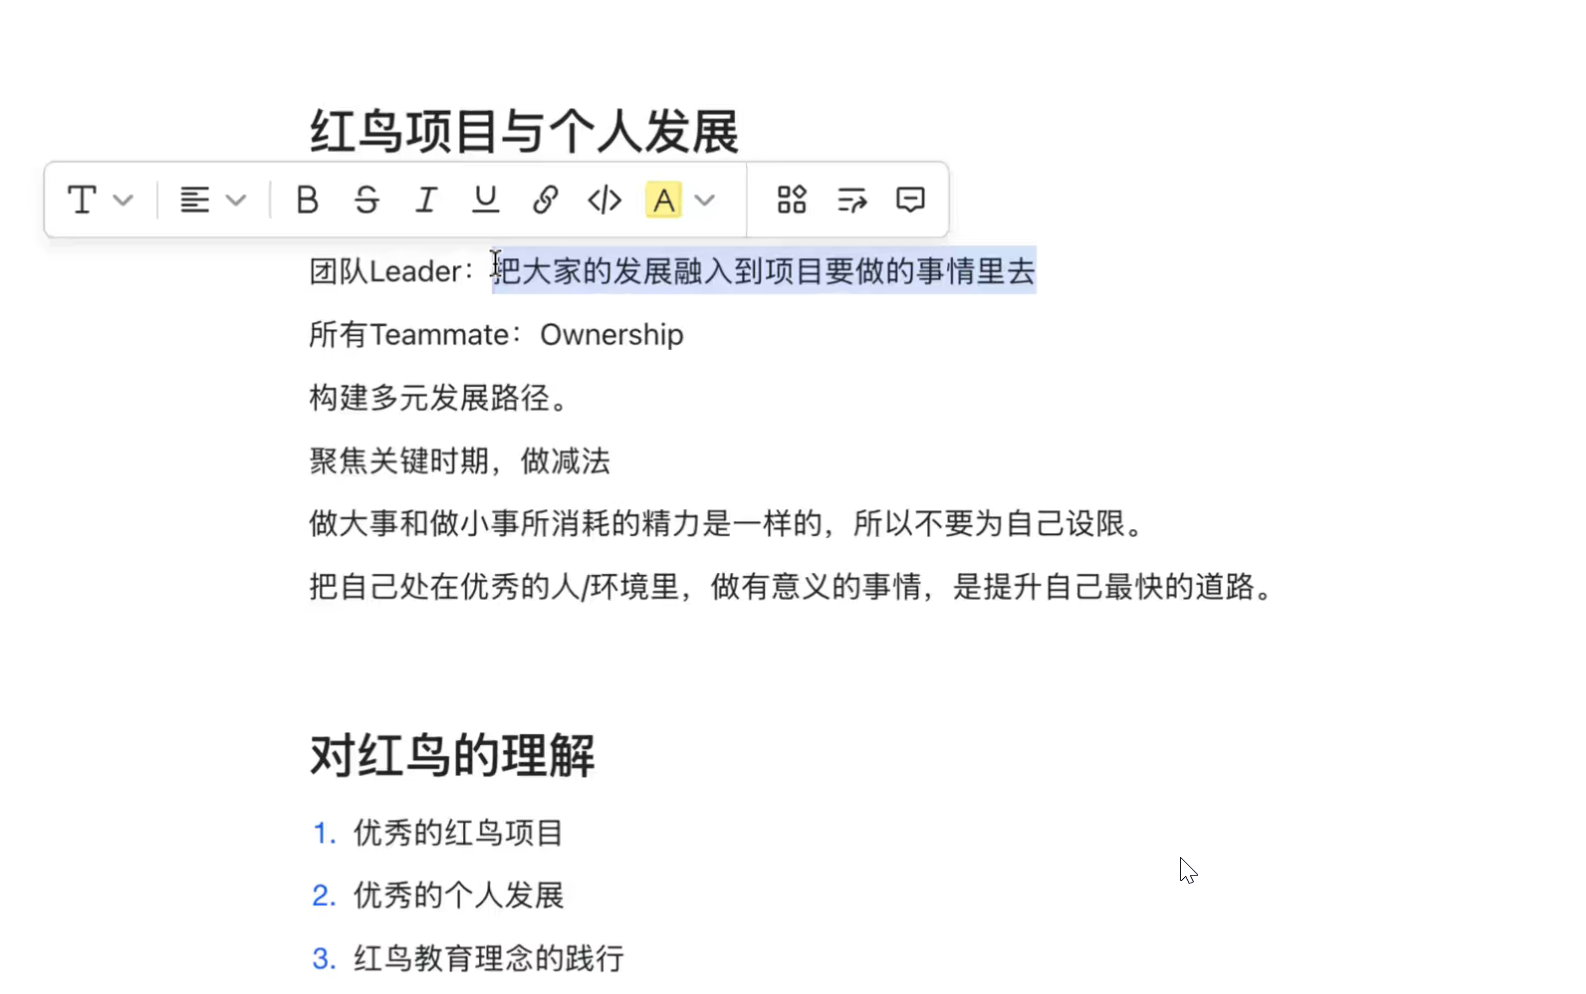 红鸟项目与个人发展
团队Leader：把大家的发展融入到项目要做的事情里去
所有Teammate：Ownership
构建多元发展路径。
聚焦关键时期，做减法
做大事和做小事所消耗的精力是一样的，所以不要为自己设限。
把自己处在优秀的人/环境里，做有意义的事情，是提升自己最快的道路。
对红鸟的理解
1. 优秀的红鸟项目
2. 优秀的个人发展
3. 红鸟教育理念的践行